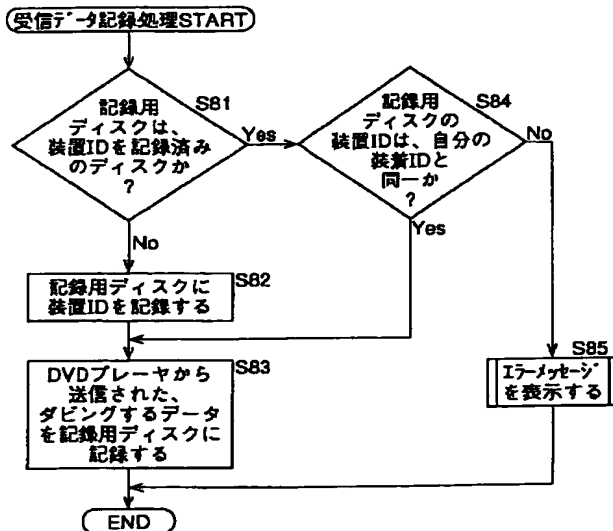 受信データ記録処理START
S81
記録用
ディスクは、
装置IDを記録済み
のディスクか
?
Yes
No
S84
記録用
ディスクの
装置IDは、自分の
装着IDと
同一か
?
No
Yes
S82
記録用ディスクに
装置IDを記録する
S83
DVDプレーヤから
送信された、
ダビングするデータ
を記録用ディスクに
記録する
S85
エラーメッセージ
を表示する
END